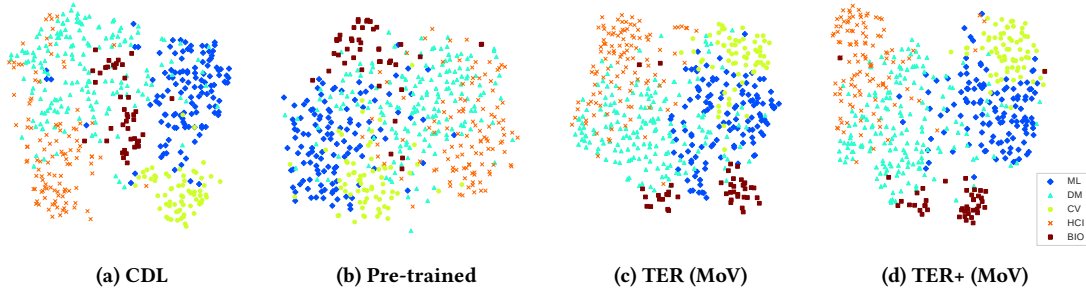 ML
DM
CV
HCI
BIO
(a) CDL
(b) Pre-trained
(c) TER (MoV)
(d) TER+ (MoV)